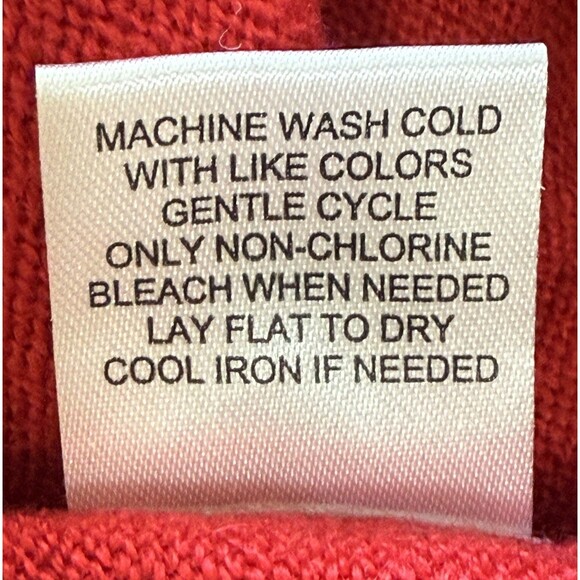 MACHINE WASH COLD
WITH LIKE COLORS
GENTLE CYCLE
ONLY NON-CHLORINE
BLEACH WHEN NEEDED
LAY FLAT TO DRY
COOL IRON IF NEEDED